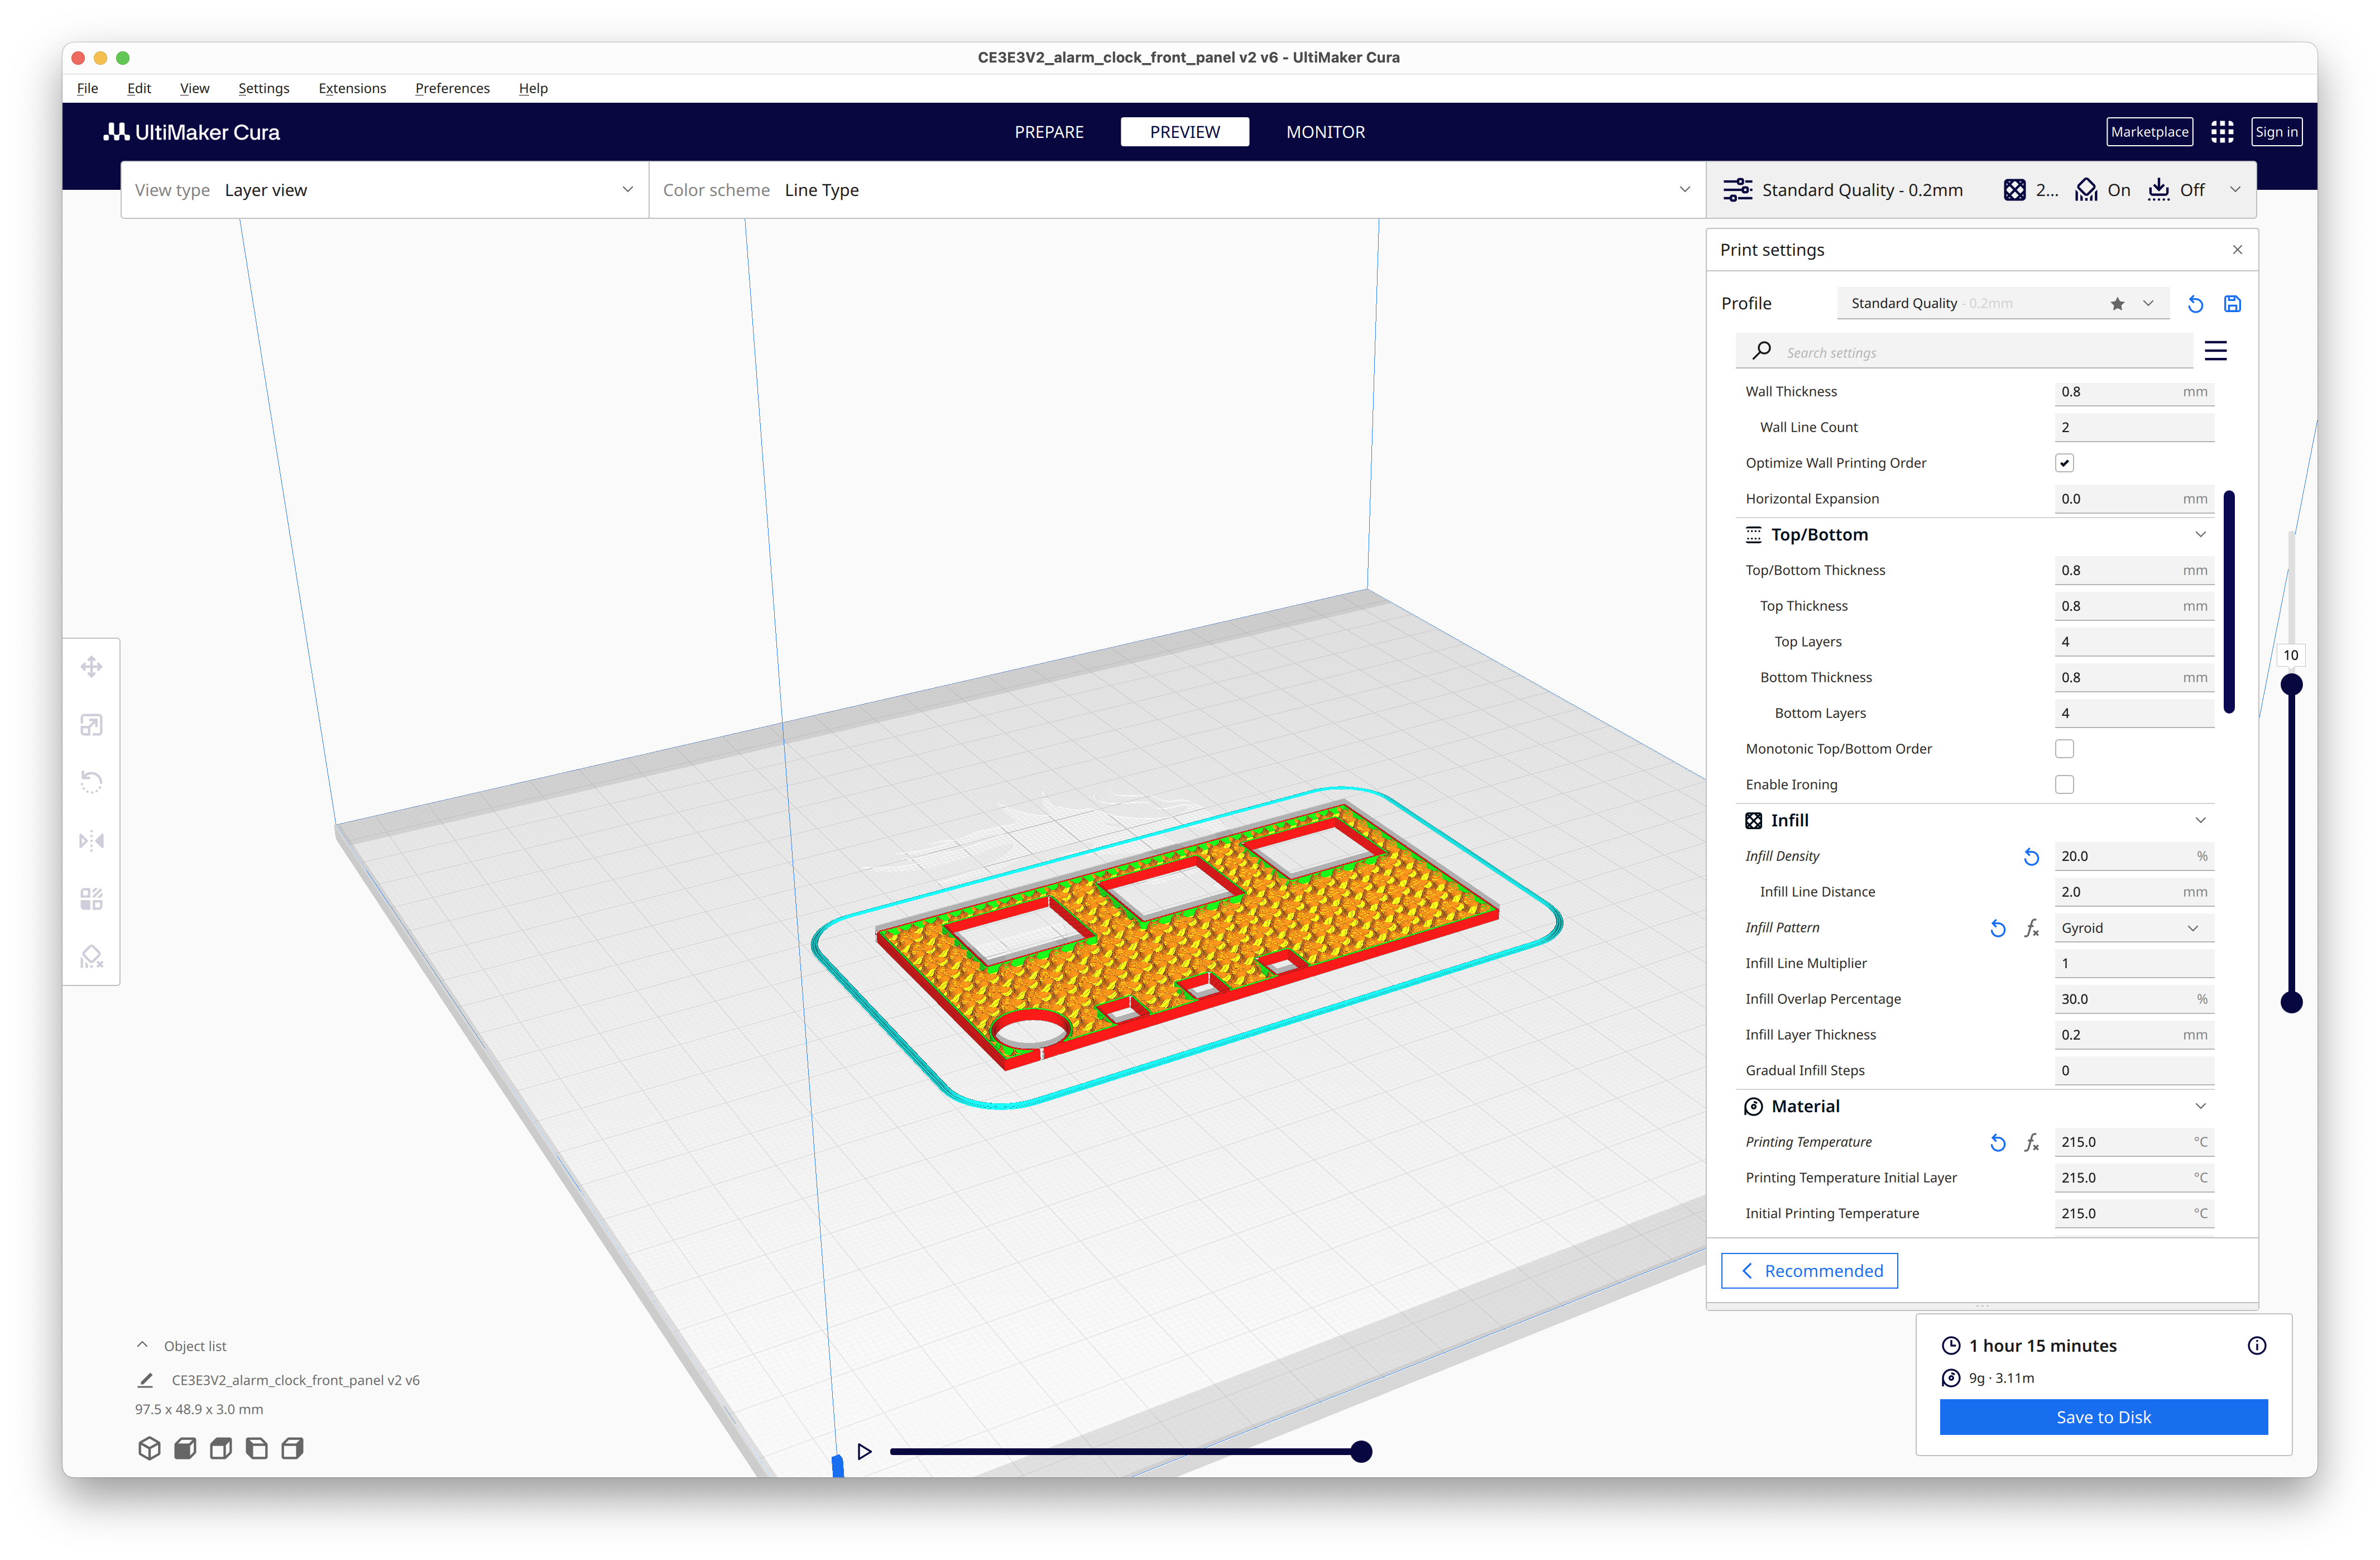 CE3E3V2_alarm_clock_front_panel v2 v6 - UltiMaker Cura
File Edit View Settings Extensions Preferences Help
UltiMaker Cura
PREPARE PREVIEW MONITOR
Marketplace Sign in
View type Layer view
Color scheme Line Type
Standard Quality - 0.2mm 2... On Off
Print settings
Profile Standard Quality - 0.2mm
Search settings
Wall Thickness 0.8 mm
Wall Line Count 2
Optimize Wall Printing Order
Horizontal Expansion 0.0 mm
Top/Bottom
Top/Bottom Thickness 0.8 mm
Top Thickness 0.8 mm
Top Layers 4
Bottom Thickness 0.8 mm
Bottom Layers 4
Monotonic Top/Bottom Order
Enable Ironing
Infill
Infill Density 20.0 %
Infill Line Distance 2.0 mm
Infill Pattern Gyroid
Infill Line Multiplier 1
Infill Overlap Percentage 30.0 %
Infill Layer Thickness 0.2 mm
Gradual Infill Steps 0
Material
Printing Temperature 215.0 °C
Printing Temperature Initial Layer 215.0 °C
Initial Printing Temperature 215.0 °C
Recommended
10
Object list
CE3E3V2_alarm_clock_front_panel v2 v6
97.5 x 48.9 x 3.0 mm
1 hour 15 minutes
9g · 3.11m
Save to Disk